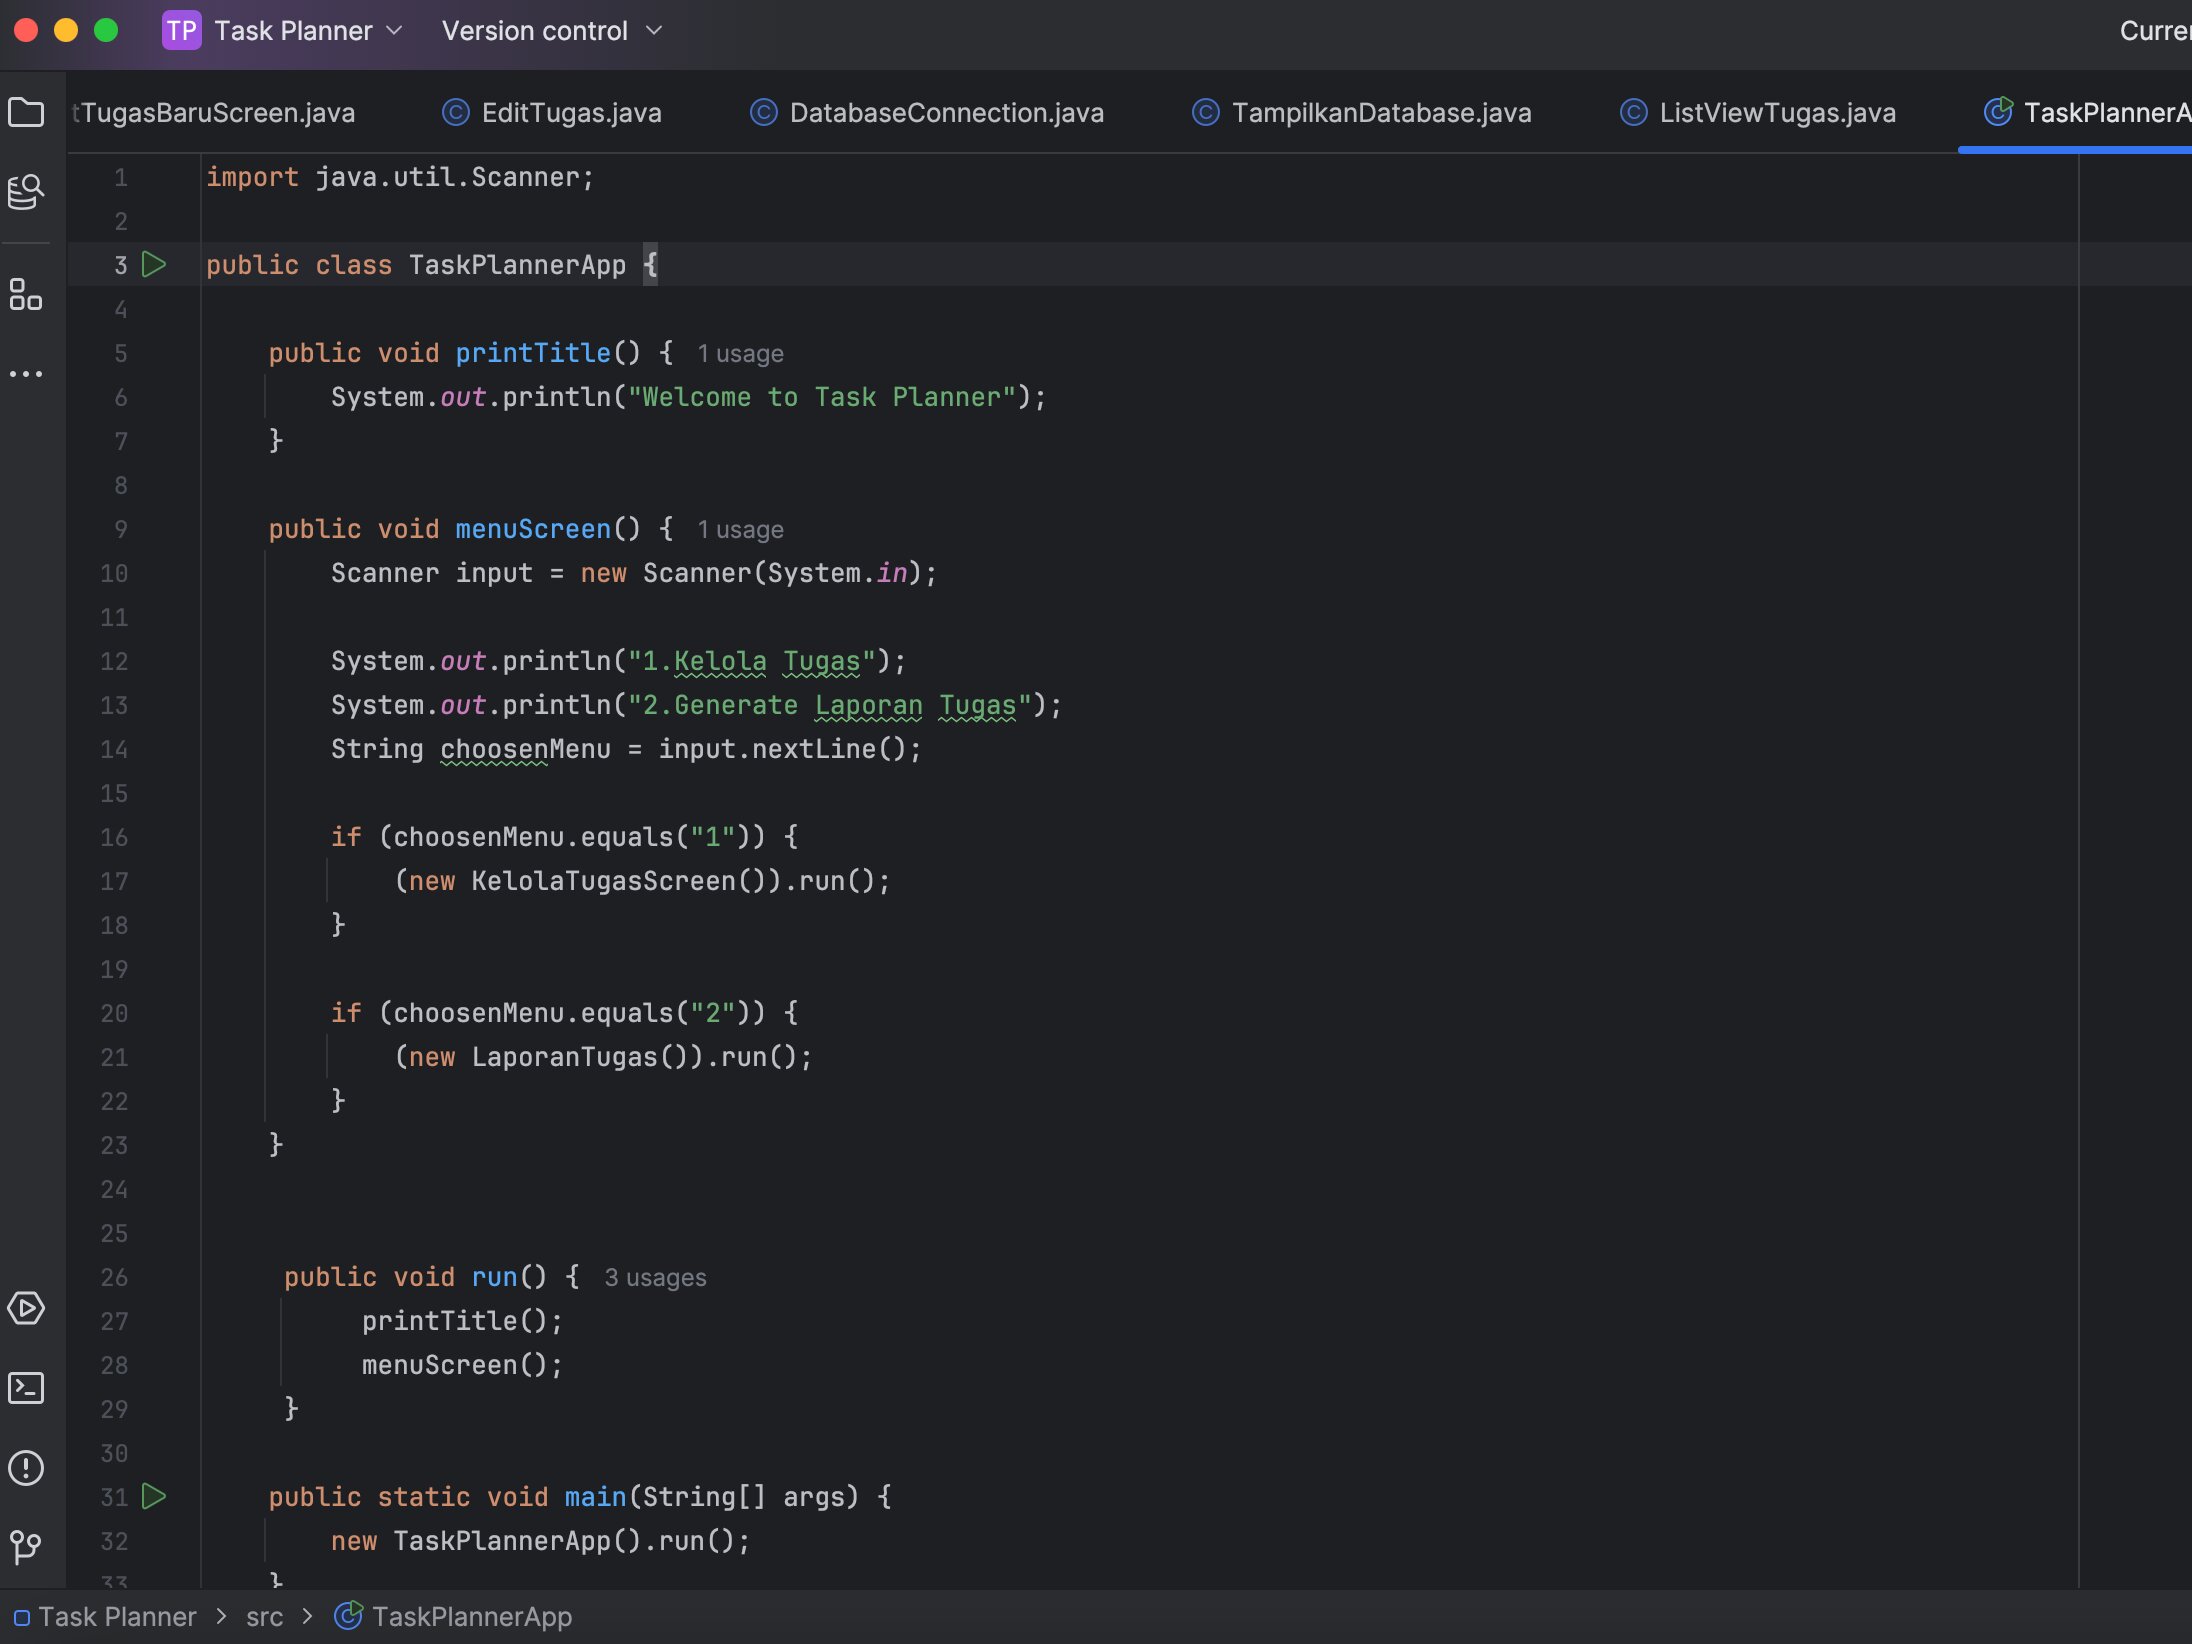 TP Task Planner Version control Curre
tTugasBaruScreen.java EditTugas.java DatabaseConnection.java TampilkanDatabase.java ListViewTugas.java TaskPlannerA
1 import java.util.Scanner;
2
3 public class TaskPlannerApp {
4
5 public void printTitle() { 1 usage
6 System.out.println("Welcome to Task Planner");
7 }
8
9 public void menuScreen() { 1 usage
10 Scanner input = new Scanner(System.in);
11
12 System.out.println("1.Kelola Tugas");
13 System.out.println("2.Generate Laporan Tugas");
14 String choosenMenu = input.nextLine();
15
16 if (choosenMenu.equals("1")) {
17 (new KelolaTugasScreen()).run();
18 }
19
20 if (choosenMenu.equals("2")) {
21 (new LaporanTugas()).run();
22 }
23 }
24
25
26 public void run() { 3 usages
27 printTitle();
28 menuScreen();
29 }
30
31 public static void main(String[] args) {
32 new TaskPlannerApp().run();
33 }
Task Planner > src > TaskPlannerApp